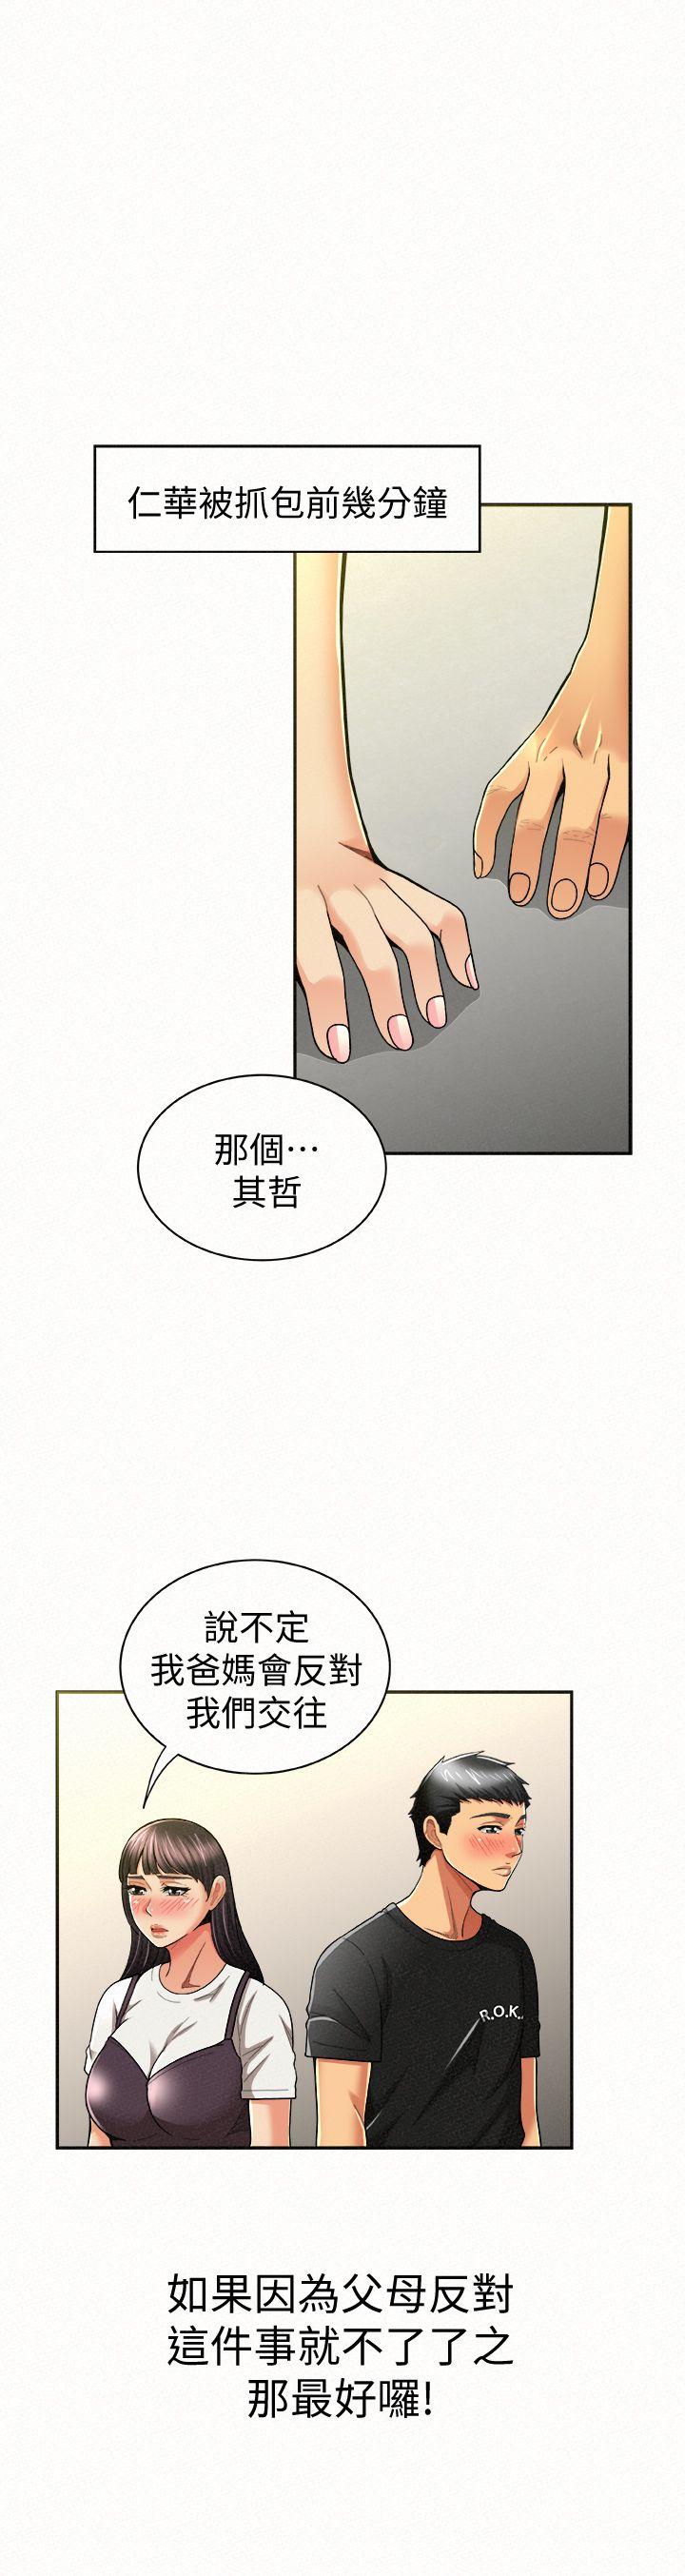 仁華被抓包前幾分鐘
那個…
其哲
說不定
我爸媽會反對
我們交往
R.O.K.
如果因為父母反對
這件事就不了了之
那最好囉!